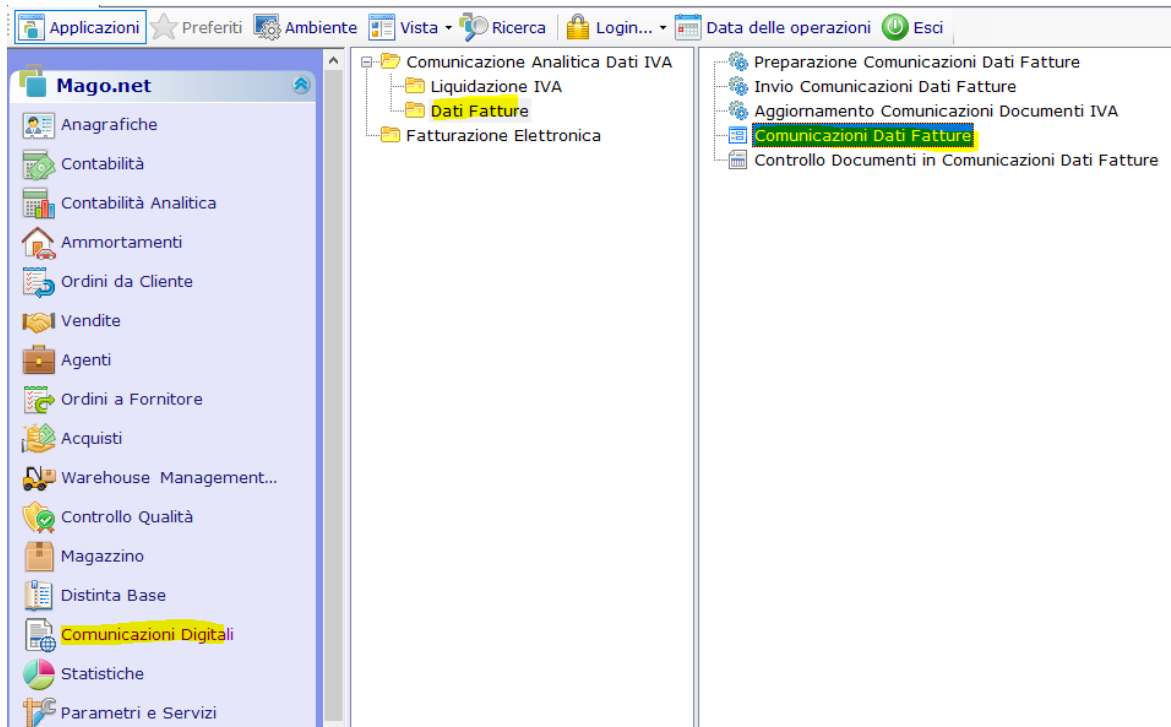 Applicazioni Preferiti Ambiente Vista Ricerca Login... Data delle operazioni Esci
Mago.net
Anagrafiche
Contabilità
Contabilità Analitica
Ammortamenti
Ordini da Cliente
Vendite
Agenti
Ordini a Fornitore
Acquisti
Warehouse Management...
Controllo Qualità
Magazzino
Distinta Base
Comunicazioni Digitali
Statistiche
Parametri e Servizi
Comunicazione Analitica Dati IVA
Liquidazione IVA
Dati Fatture
Fatturazione Elettronica
Preparazione Comunicazioni Dati Fatture
Invio Comunicazioni Dati Fatture
Aggiornamento Comunicazioni Documenti IVA
Comunicazioni Dati Fatture
Controllo Documenti in Comunicazioni Dati Fatture